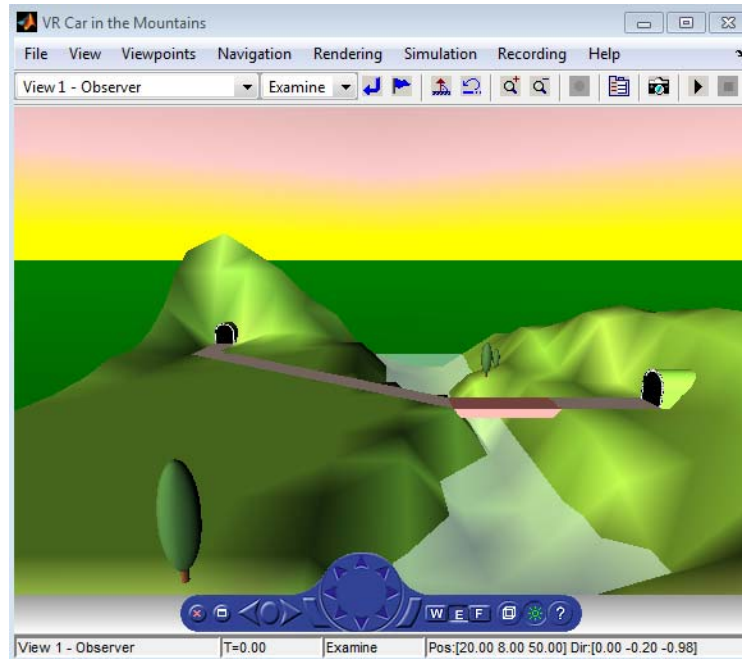 VR Car in the Mountains
File View Viewpoints Navigation Rendering Simulation Recording Help
View 1 - Observer Examine
W E F ?
View 1 - Observer T=0.00 Examine Pos:[20.00 8.00 50.00] Dir:[0.00 -0.20 -0.98]